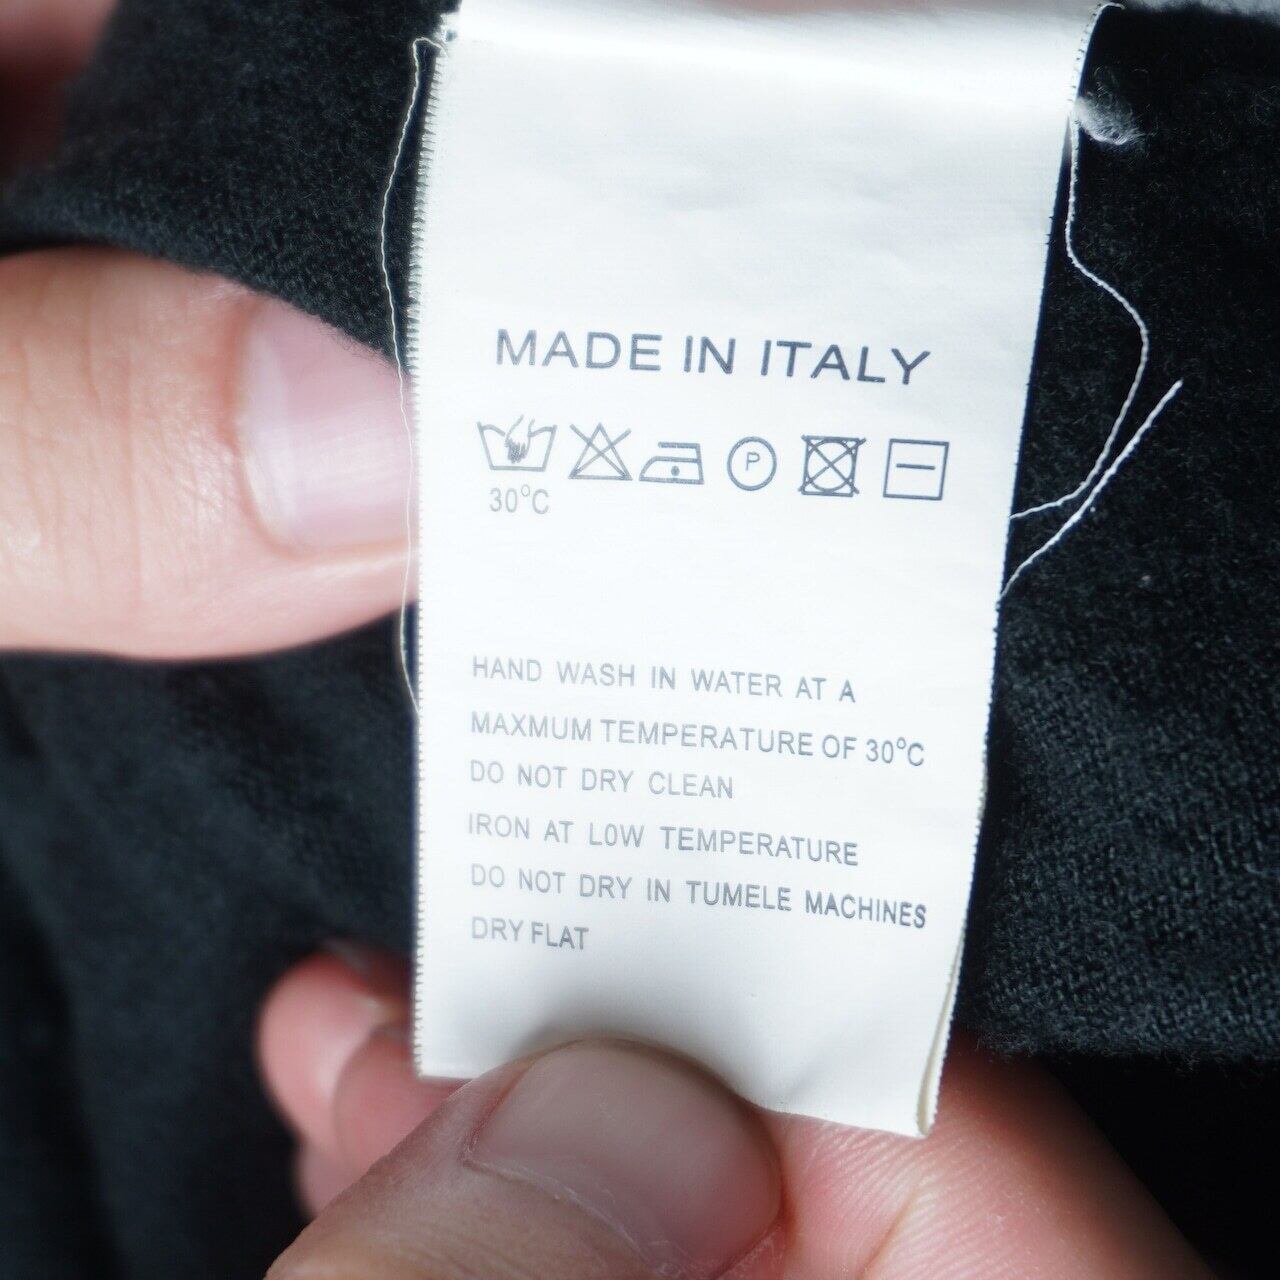 MADE IN ITALY
P
30°C
HAND WASH IN WATER AT A
MAXMUM TEMPERATURE OF 30°C
DO NOT DRY CLEAN
IRON AT LOW TEMPERATURE
DO NOT DRY IN TUMELE MACHINES
DRY FLAT